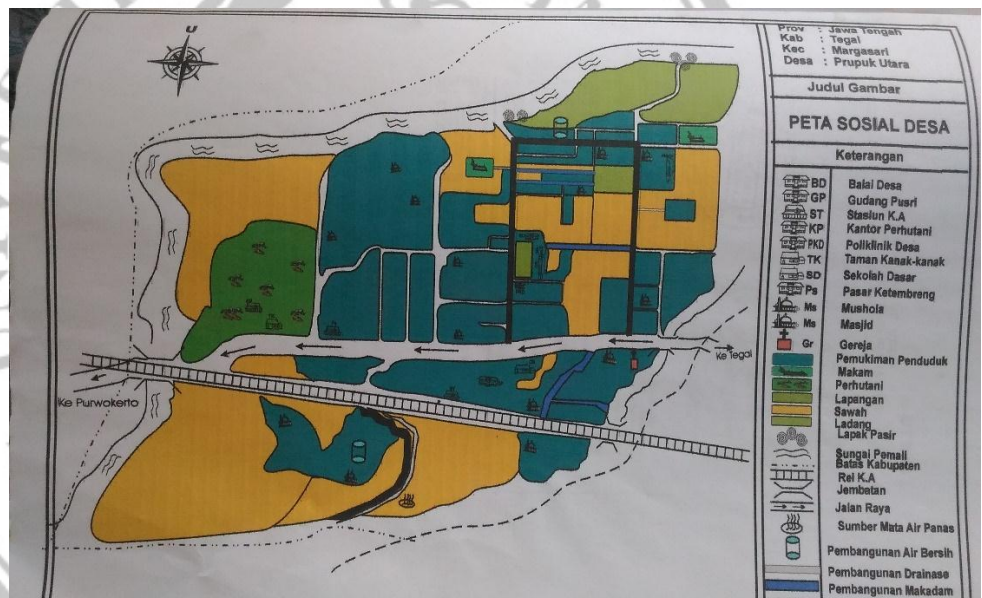 U
Prov : Jawa Tengah
Kab : Tegal
Kec : Margasari
Desa : Prupuk Utara
Judul Gambar
PETA SOSIAL DESA
Keterangan
BD Balai Desa
GP Gudang Pusri
ST Stasiun K.A
KP Kantor Perhutani
PKD Poliklinik Desa
TK Taman Kanak-kanak
SD Sekolah Dasar
Ps Pasar Ketembreng
Ms Mushola
Ms Masjid
Gr Gereja
Pemukiman Penduduk
Makam
Perhutani
Lapangan
Sawah
Ladang
Lapak Pasir
Sungai Pemali
Batas Kabupaten
Rel K.A
Jembatan
Jalan Raya
Sumber Mata Air Panas
Pembangunan Air Bersih
Pembangunan Drainase
Pembangunan Makadam
Ke Tegal
Ke Purwokerto